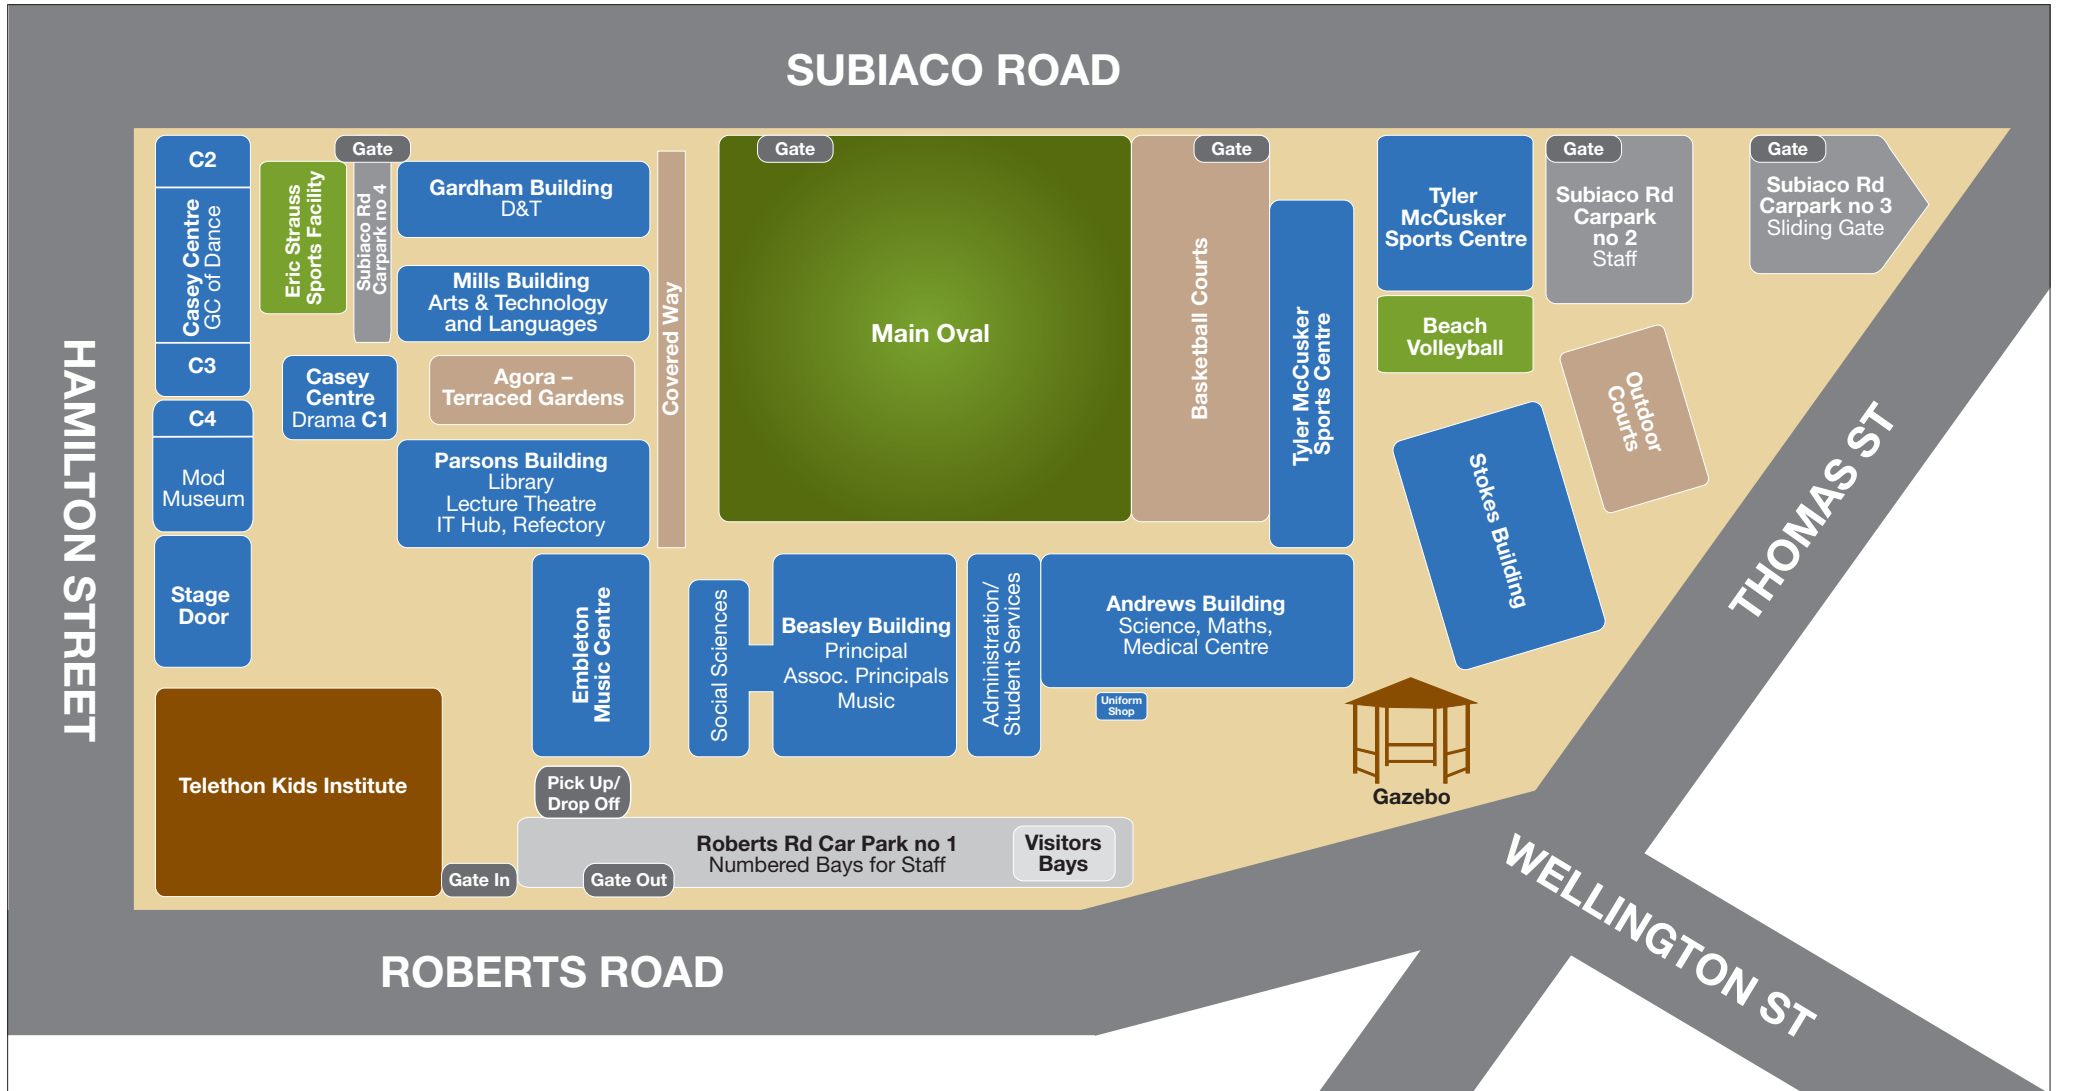 SUBIACO ROAD
HAMILTON STREET
ROBERTS ROAD
THOMAS ST
WELLINGTON ST
C2
Casey Centre
GC of Dance
C3
C4
Mod
Museum
Stage
Door
Telethon Kids Institute
Eric Strauss
Sports Facility
Gate
Subiaco Rd
Carpark no 4
Casey
Centre
Drama C1
Gardham Building
D&T
Mills Building
Arts & Technology
and Languages
Agora –
Terraced Gardens
Parsons Building
Library
Lecture Theatre
IT Hub, Refectory
Covered Way
Embleton
Music Centre
Pick Up/
Drop Off
Gate In
Gate Out
Roberts Rd Car Park no 1
Numbered Bays for Staff
Visitors
Bays
Gate
Main Oval
Gate
Basketball Courts
Tyler McCusker
Sports Centre
Social Sciences
Beasley Building
Principal
Assoc. Principals
Music
Administration/
Student Services
Andrews Building
Science, Maths,
Medical Centre
Uniform
Shop
Gazebo
Tyler
McCusker
Sports Centre
Beach
Volleyball
Gate
Subiaco Rd
Carpark
no 2
Staff
Gate
Subiaco Rd
Carpark no 3
Sliding Gate
Outdoor
Courts
Stokes Building